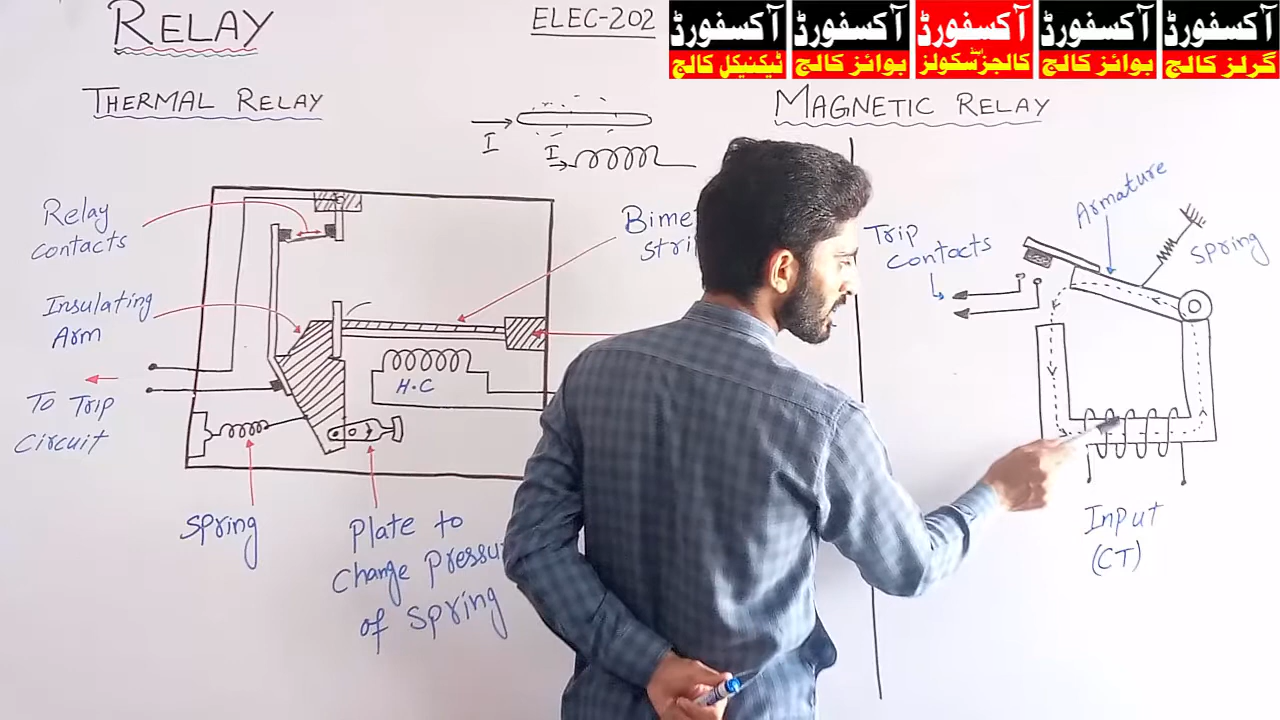 RELAY
ELEC-202
آکسفورڈ
ٹیکنیکل کالج
آکسفورڈ
بوائز کالج
آکسفورڈ
کالجز اینڈ سکولز
آکسفورڈ
بوائز کالج
آکسفورڈ
گرلز کالج
THERMAL RELAY
MAGNETIC RELAY
I
I
Relay
contacts
Insulating
Arm
To Trip
Circuit
H.C
Spring
Plate to
Change
of Spring
Trip
Contacts
Armature
Spring
Input
(CT)